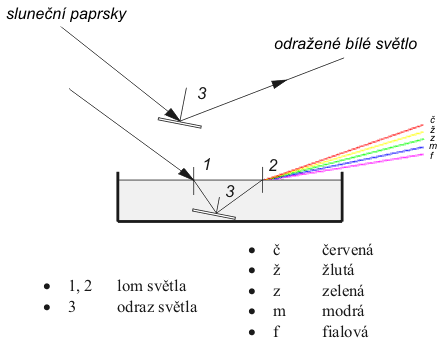 sluneční paprsky
odražené bílé světlo
3
č
ž
z
m
f
1
2
3
• 1, 2 lom světla
• 3 odraz světla
• č červená
• ž žlutá
• z zelená
• m modrá
• f fialová